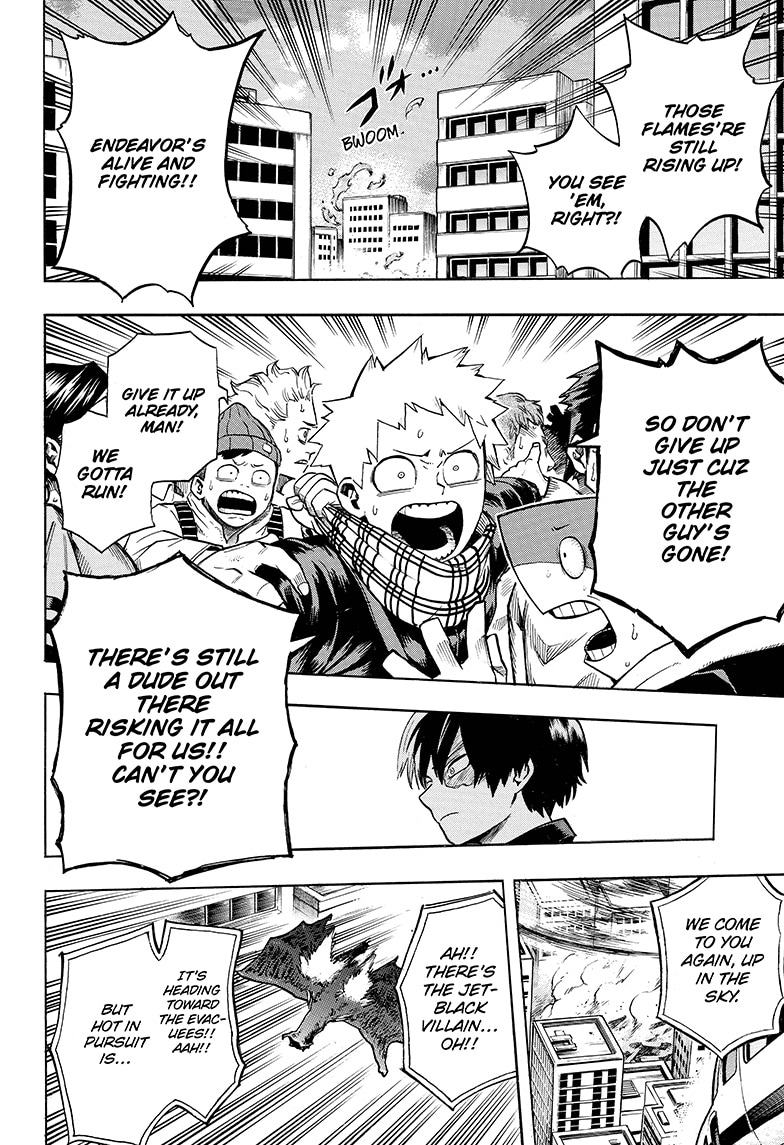 THOSE
FLAMES'RE
STILL
RISING UP!
YOU SEE
'EM,
RIGHT?!
ゴォ...
BWOOM.
ENDEAVOR'S
ALIVE AND
FIGHTING!!
SO DON'T
GIVE UP
JUST CUZ
THE
OTHER
GUY'S
GONE!
GIVE IT UP
ALREADY,
MAN!
WE
GOTTA
RUN!
THERE'S STILL
A DUDE OUT
THERE
RISKING IT ALL
FOR US!!
CAN'T YOU
SEE?!
WE COME
TO YOU
AGAIN, UP
IN THE
SKY.
AH!!
THERE'S
THE JET-
BLACK
VILLAIN...
OH!!
IT'S
HEADING
TOWARD
THE EVAC-
UEES!!
AAH!!
BUT
HOT IN
PURSUIT
IS...